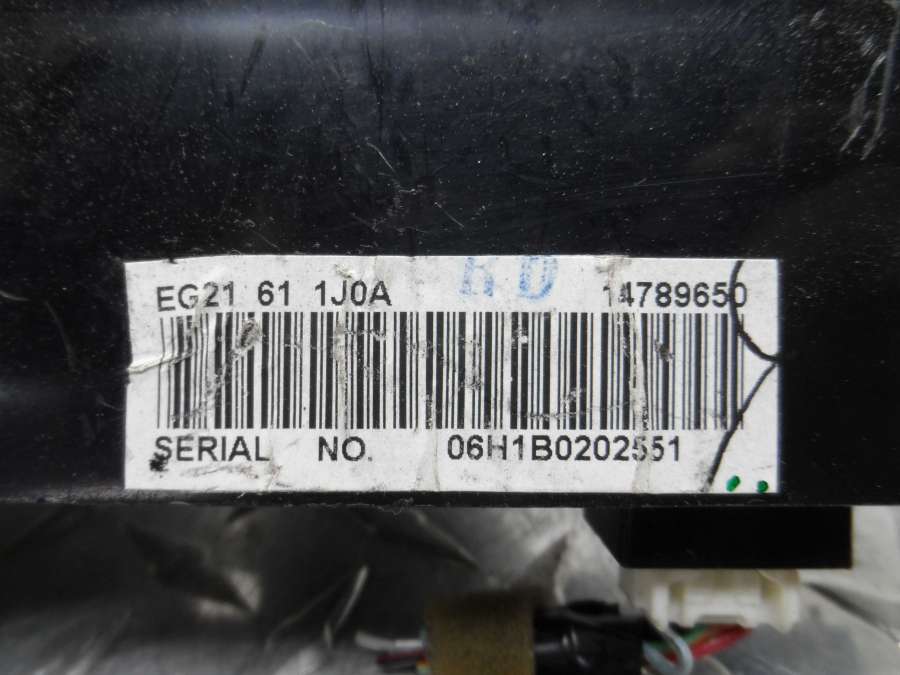 EG21 61 1J0A 14789650
SERIAL NO. 06H1B0202551